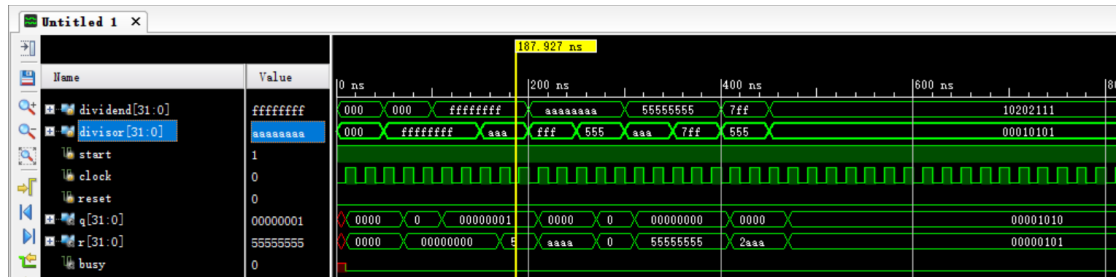 Untitled 1 ×
187.927 ns
Name Value
0 ns 200 ns 400 ns 600 ns 8
dividend[31:0] ffffffff 000 000 ffffffff aaaaaaaa 55555555 7ff 10202111
divisor[31:0] aaaaaaaa 000 ffffffff aaa fff 555 aaa 7ff 555 00010101
start 1
clock 0
reset 0
q[31:0] 00000001 0000 0 00000001 0000 0 00000000 0000 00001010
r[31:0] 55555555 0000 00000000 5 aaaa 0 55555555 2aaa 00000101
busy 0